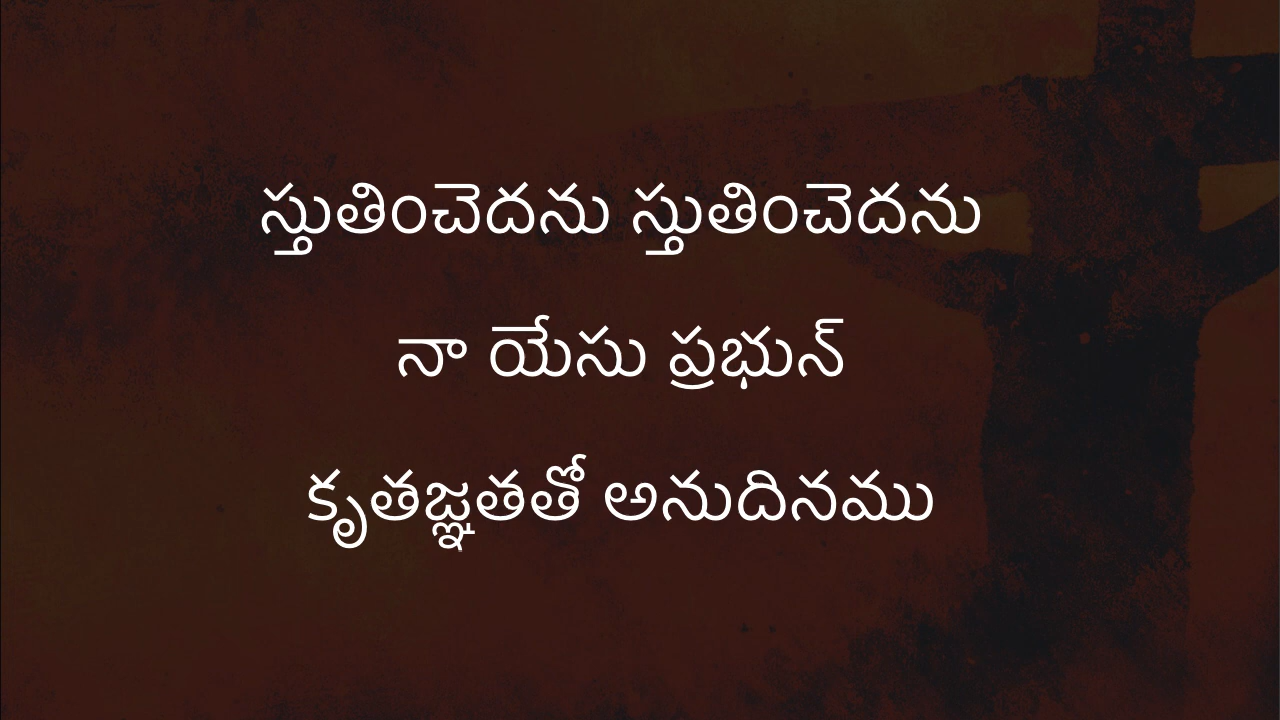 స్తుతించెదను స్తుతించెదను
నా యేసు ప్రభున్
కృతజ్ఞతతో అనుదినము